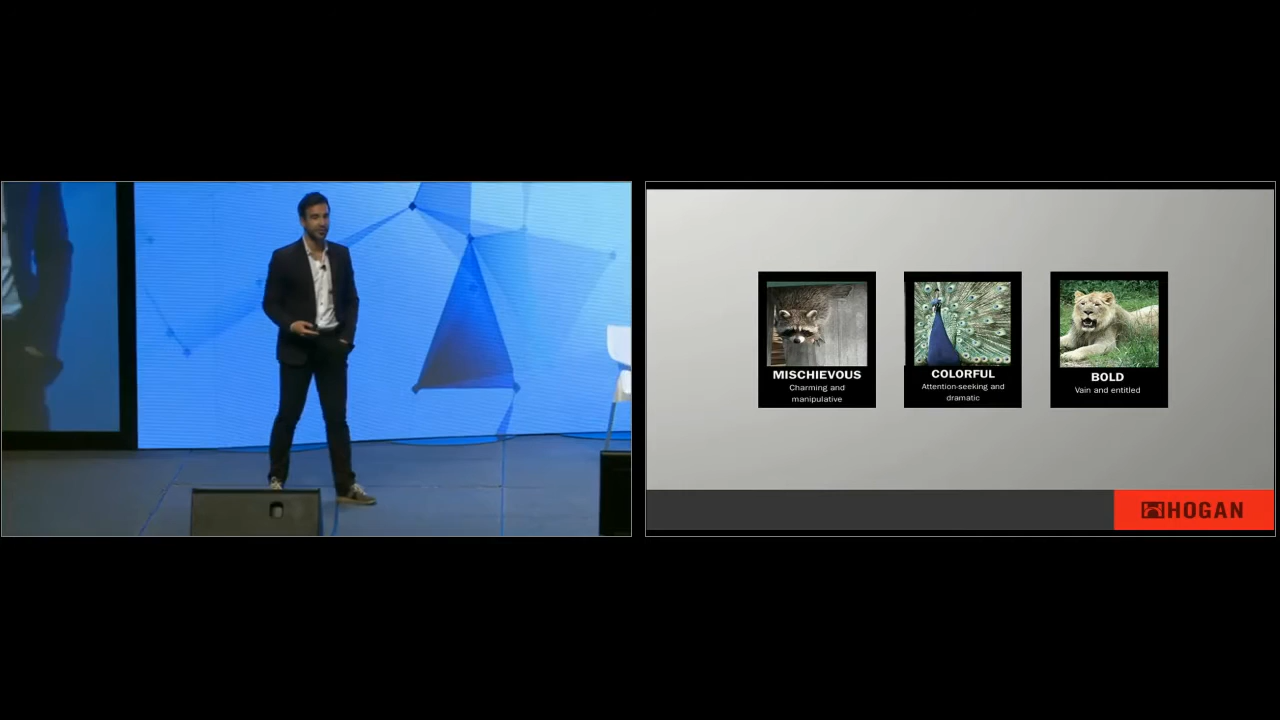 MISCHIEVOUS
Charming and
manipulative
COLORFUL
Attention-seeking and
dramatic
BOLD
Vain and entitled
HOGAN